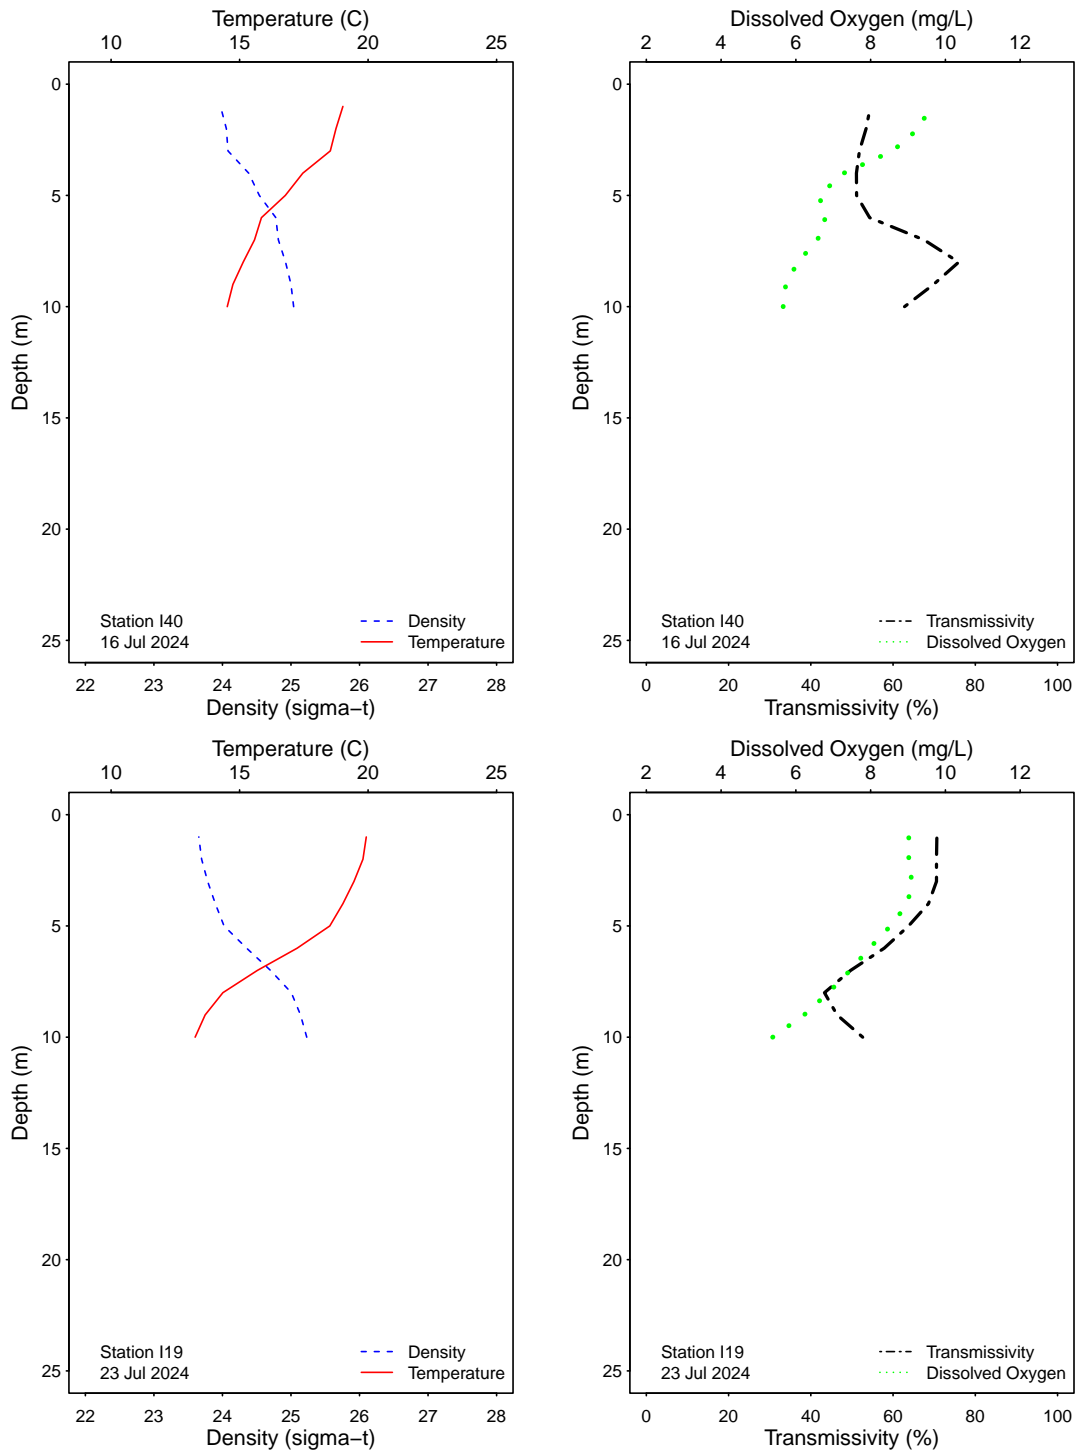 Temperature (C)
10 15 20 25
0
5
10
15
20
25
Depth (m)
Station I40
16 Jul 2024
Density
Temperature
22 23 24 25 26 27 28
Density (sigma−t)
Dissolved Oxygen (mg/L)
2 4 6 8 10 12
0
5
10
15
20
25
Depth (m)
Station I40
16 Jul 2024
Transmissivity
Dissolved Oxygen
0 20 40 60 80 100
Transmissivity (%)
Temperature (C)
10 15 20 25
0
5
10
15
20
25
Depth (m)
Station I19
23 Jul 2024
Density
Temperature
22 23 24 25 26 27 28
Density (sigma−t)
Dissolved Oxygen (mg/L)
2 4 6 8 10 12
0
5
10
15
20
25
Depth (m)
Station I19
23 Jul 2024
Transmissivity
Dissolved Oxygen
0 20 40 60 80 100
Transmissivity (%)